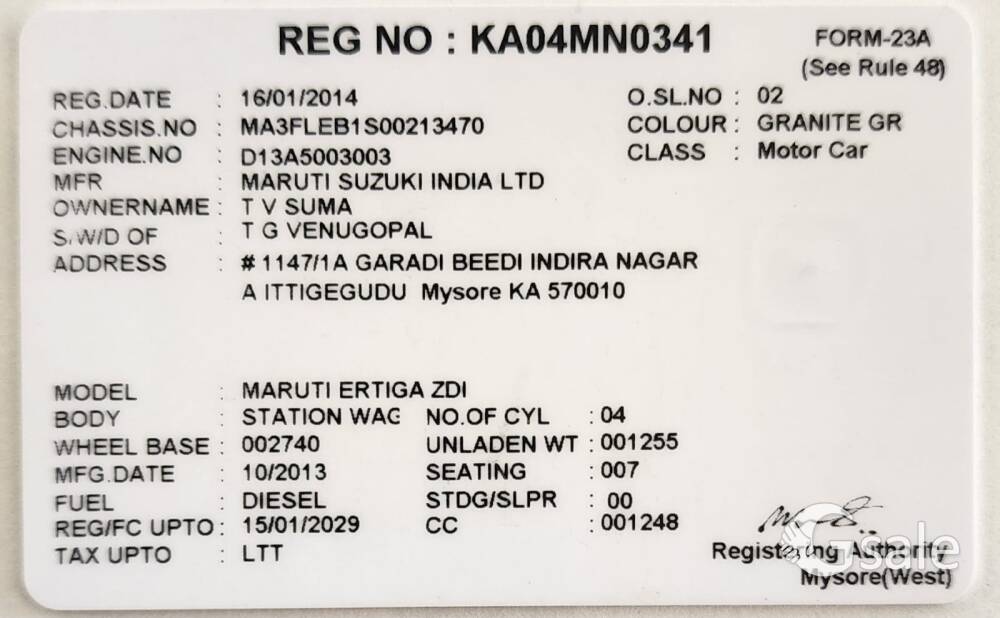 REG NO : KA04MN0341
FORM-23A
(See Rule 48)
REG.DATE : 16/01/2014 O.SL.NO : 02
CHASSIS.NO : MA3FLEB1S00213470 COLOUR : GRANITE GR
ENGINE.NO : D13A5003003 CLASS : Motor Car
MFR : MARUTI SUZUKI INDIA LTD
OWNERNAME : T V SUMA
S/W/D OF : T G VENUGOPAL
ADDRESS : # 1147/1A GARADI BEEDI INDIRA NAGAR
A ITTIGEGUDU Mysore KA 570010
MODEL : MARUTI ERTIGA ZDI
BODY : STATION WAG NO.OF CYL : 04
WHEEL BASE : 002740 UNLADEN WT : 001255
MFG.DATE : 10/2013 SEATING : 007
FUEL : DIESEL STDG/SLPR : 00
REG/FC UPTO : 15/01/2029 CC : 001248
TAX UPTO : LTT
Registering Authority
Mysore(West)
Gsale